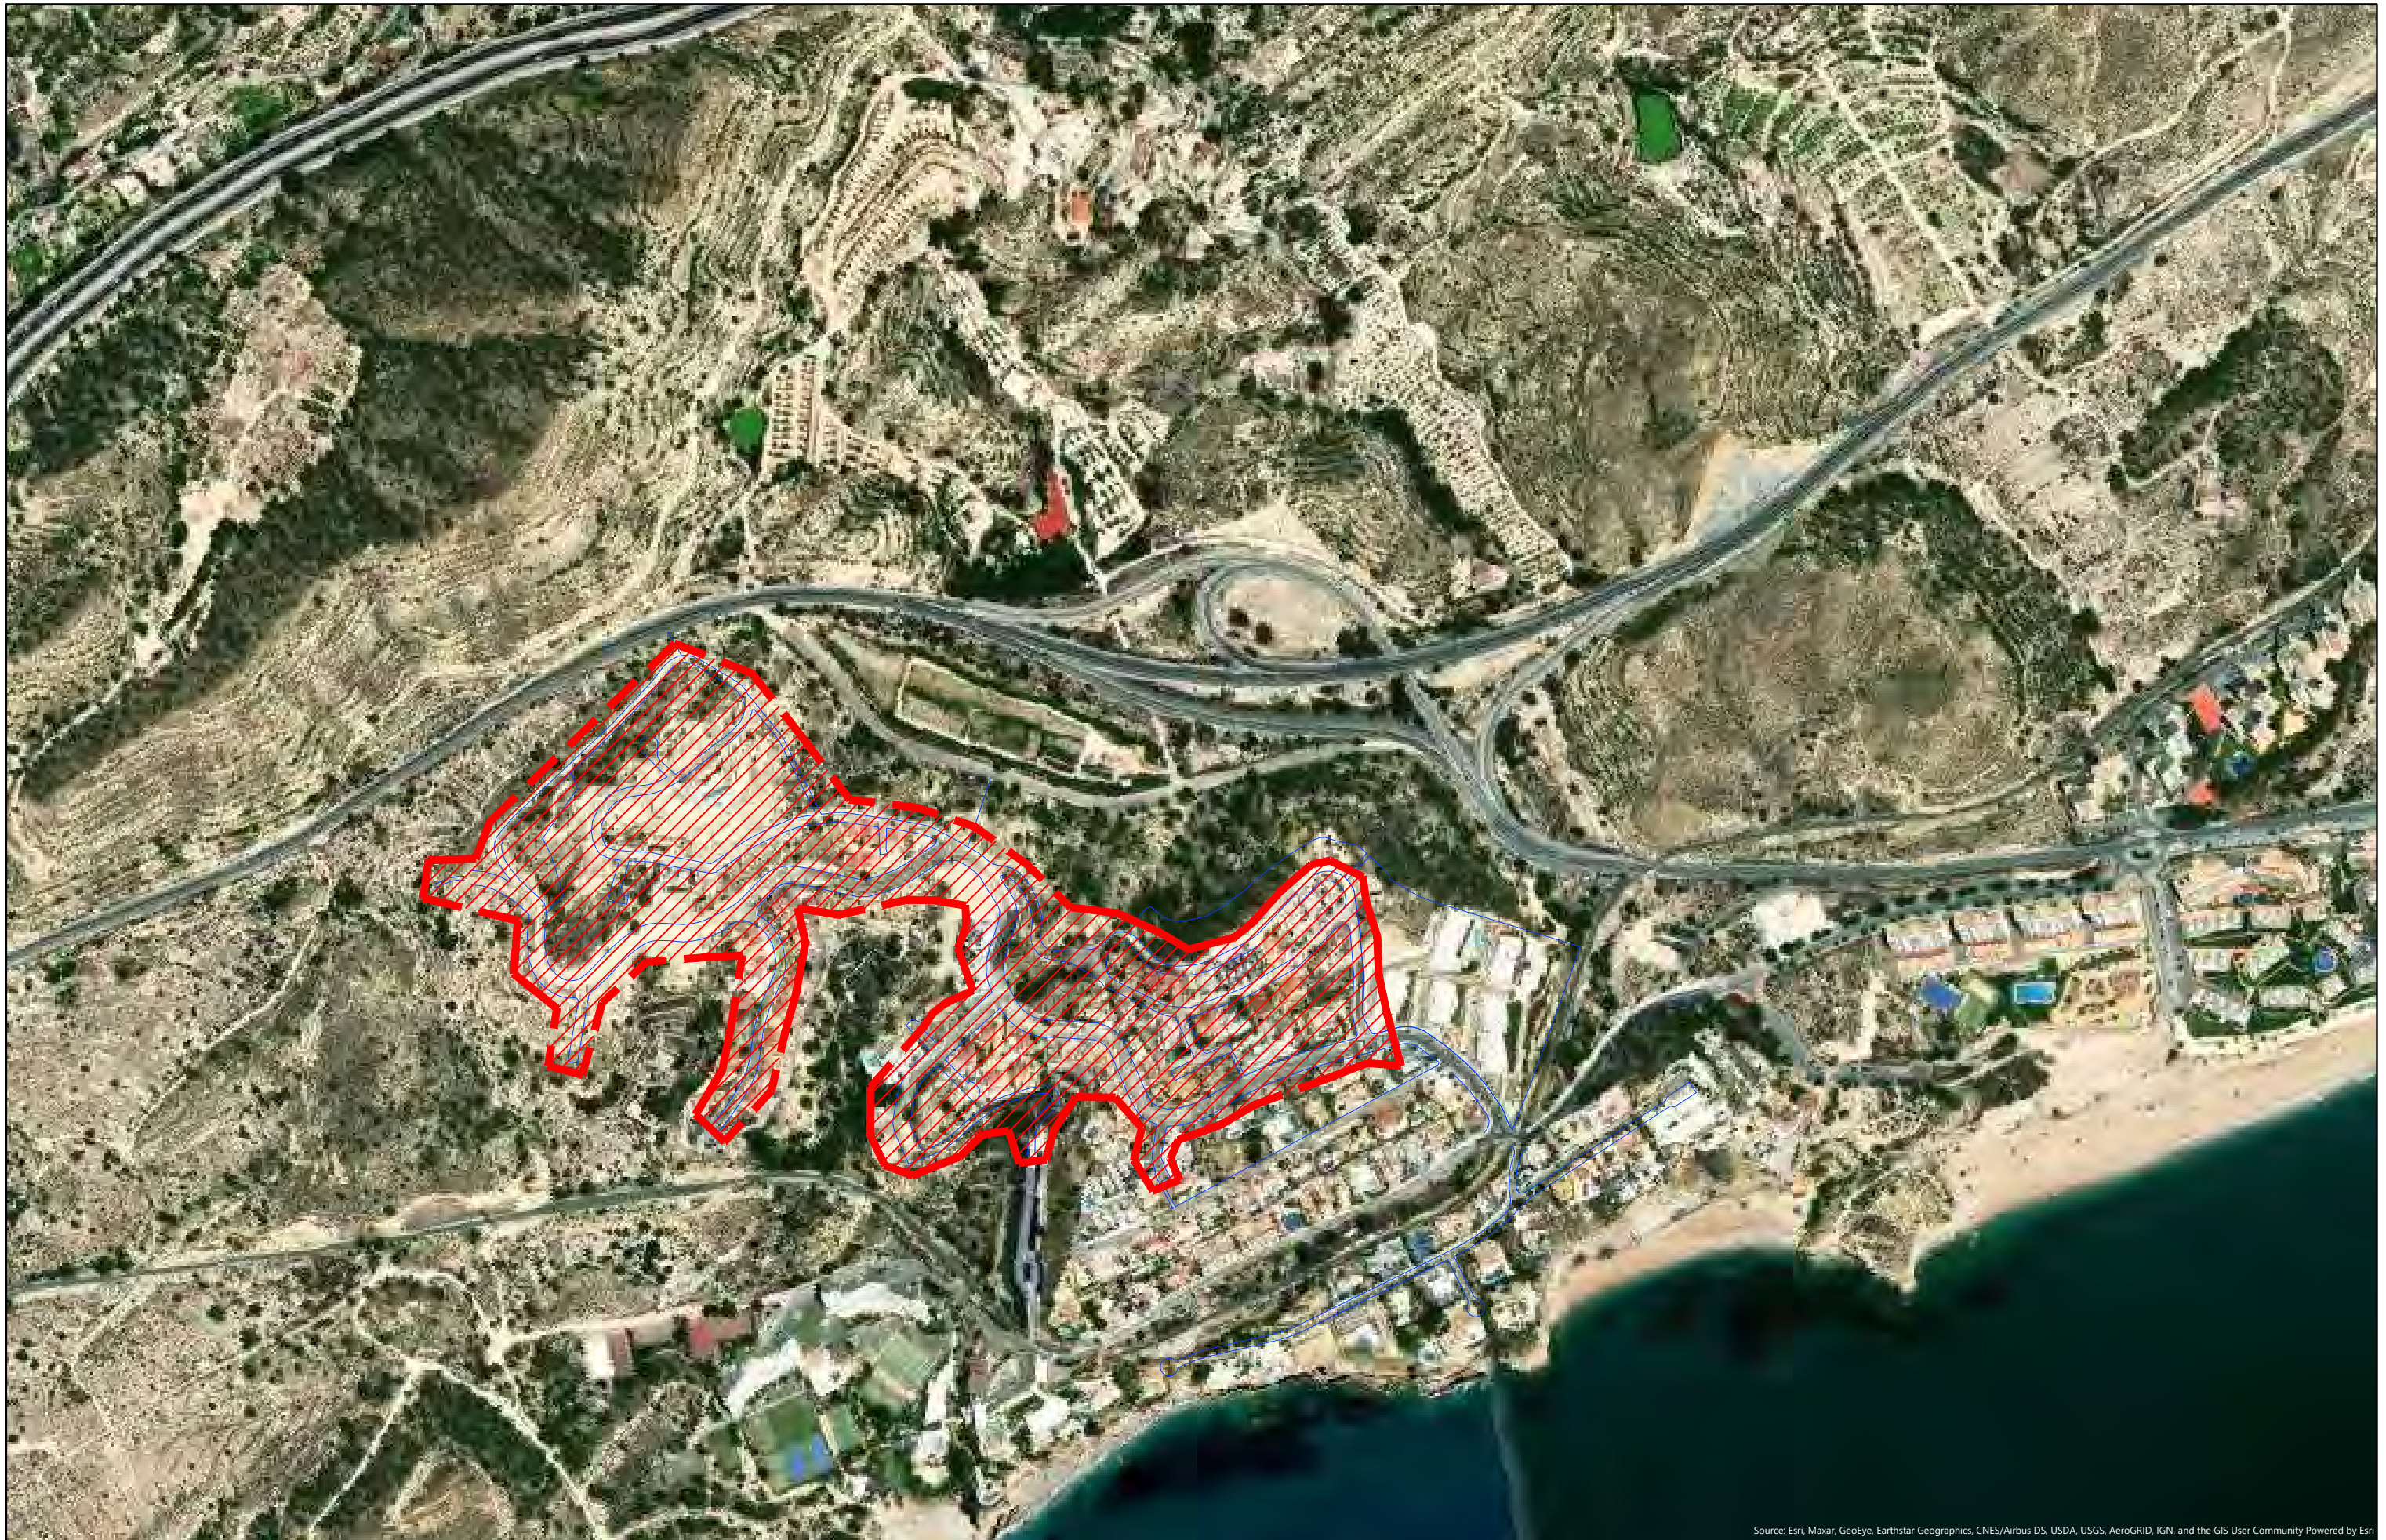 Source: Esri, Maxar, GeoEye, Earthstar Geographics, CNES/Airbus DS, USDA, USGS, AeroGRID, IGN, and the GIS User Community Powered by Esri